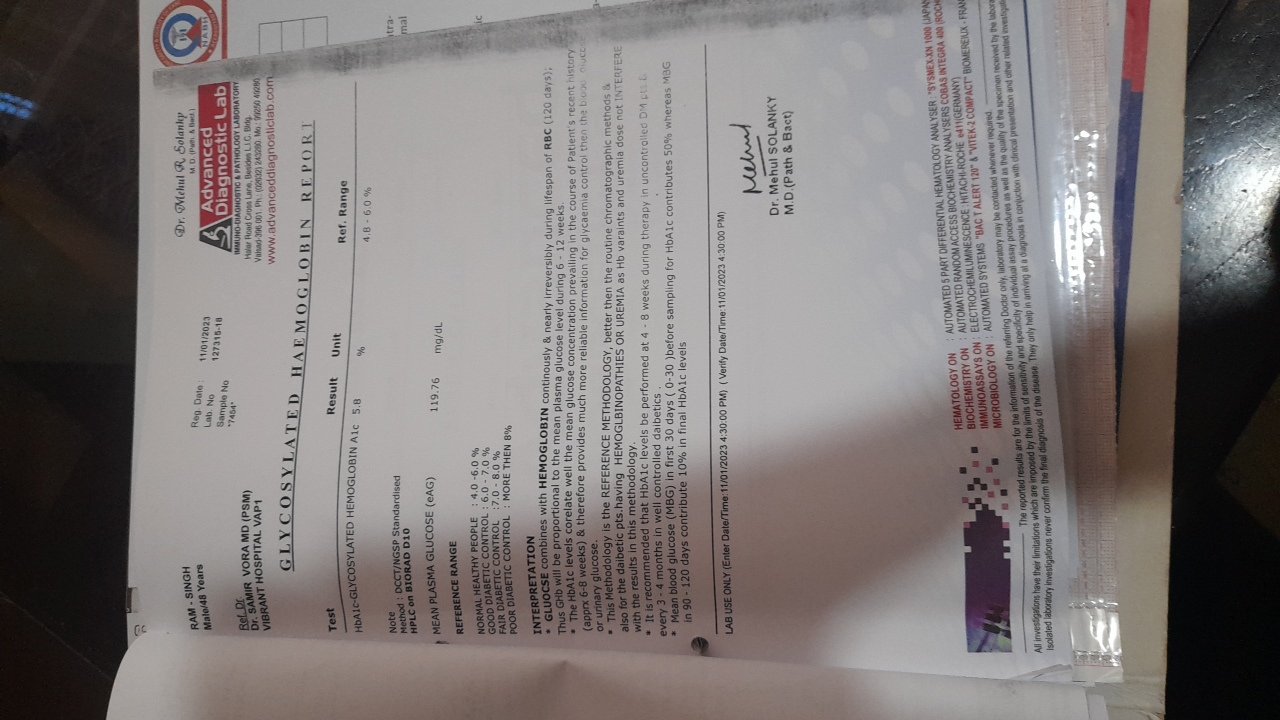 RAM - SINGH
Male/48 Years
Reg. Date : 11/01/2023
Lab. No 127315-18
Sample No
"7454"
Ref. Dr
Dr. SAMIR VORA MD (PSM)
VIBRANT HOSPITAL VAP1
Dr. Mehul R. Solanky
M. D. (Path. & Bact.)
Advanced
Diagnostic Lab
IMMUNO-DIAGNOSTIC & PATHOLOGY LABORATORY
Halar Road Cross Lane, Besides L.I.C. Bldg.
Valsad-396 001. Ph.: (02632) 243280. Mo.: 99250 49280
www.advanceddiagnosticlab.com
NABH
GLYCOSYLATED HAEMOGLOBIN REPORT
Test Result Unit Ref. Range
HbA1c-GLYCOSYLATED HEMOGLOBIN A1c 5.8 % 4.8 - 6.0 %
Note
Method : DCCT/NGSP Standardised
HPLC on BIORAD D10
MEAN PLASMA GLUCOSE (eAG) 119.76 mg/dL
REFERENCE RANGE
NORMAL HEALTHY PEOPLE : 4.0 -6.0 %
GOOD DIABETIC CONTROL : 6.0 - 7.0 %
FAIR DIABETIC CONTROL :7.0 - 8.0 %
POOR DIABETIC CONTROL : MORE THEN 8%
INTERPRETATION
* GLUOCSE combines with HEMOGLOBIN continously & nearly irreversibly during lifespan of RBC (120 days);
Thus GHb will be proportional to the mean plasma glucose level during 6 - 12 weeks.
* The HbA1c levels corelate well the mean glucose concentration prevailing in the course of Patient's recent history
(apprx 6-8 weeks) & therefore provides much more reliable information for glycaemia control then the blood glucose
or urinary glucose.
* This Methodology is the REFERENCE METHODOLOGY, better then the routine chromatographic methods &
also for the daibetic pts.having HEMOGLBINOPATHIES OR UREMIA as Hb varaints and uremia dose not INTERFERE
with the results in this methodology.
* It is recommended that HbA1c levels be performed at 4 - 8 weeks during therapy in uncontrolled DM pts &
every 3 - 4 months in well controlled daibetics .
* Mean blood glucose (MBG) in first 30 days ( 0-30 )before sampling for HbA1c contributes 50% whereas MBG
in 90 - 120 days contribute 10% in final HbA1c levels
LAB USE ONLY (Enter Date/Time:11/01/2023 4:30:00 PM) ( Verify Date/Time:11/01/2023 4:30:00 PM)
Mehul
Dr. Mehul SOLANKY
M.D.(Path & Bact)
HEMATOLOGY ON : AUTOMATED 5 PART DIFFERENTIAL HEMATOLOGY ANALYSER : "SYSMEX-XN 1000 (JAPAN
BIOCHEMISTRY ON : AUTOMATED RANDOM ACCESS BIOCHEMISTRY ANALYSERS COBAS INTEGRA 400 (ROCH
IMMUNOASSAYS ON : ELECTROCHEMILUMINESCENCE : HITACHI-ROCHE e411(GERMANY)
MICROBIOLOGY ON : AUTOMATED SYSTEMS "BAC T ALERT 120" & "VITEK-2 COMPACT" BIOMEREIUX - FRAN
The reported results are for the information of the referring Doctor only, laboratory may be contacted whenever required.
All investigations have their limitations which are imposed by the limits of sensitivity and specificity of individual assay procedures as well as the quality of the specimen received by the labora
Isolated laboratory investigations never confirm the final diagnosis of the disease. They only help in arriving at a diagnosis in conjuction with clinical presentation and other related investigat